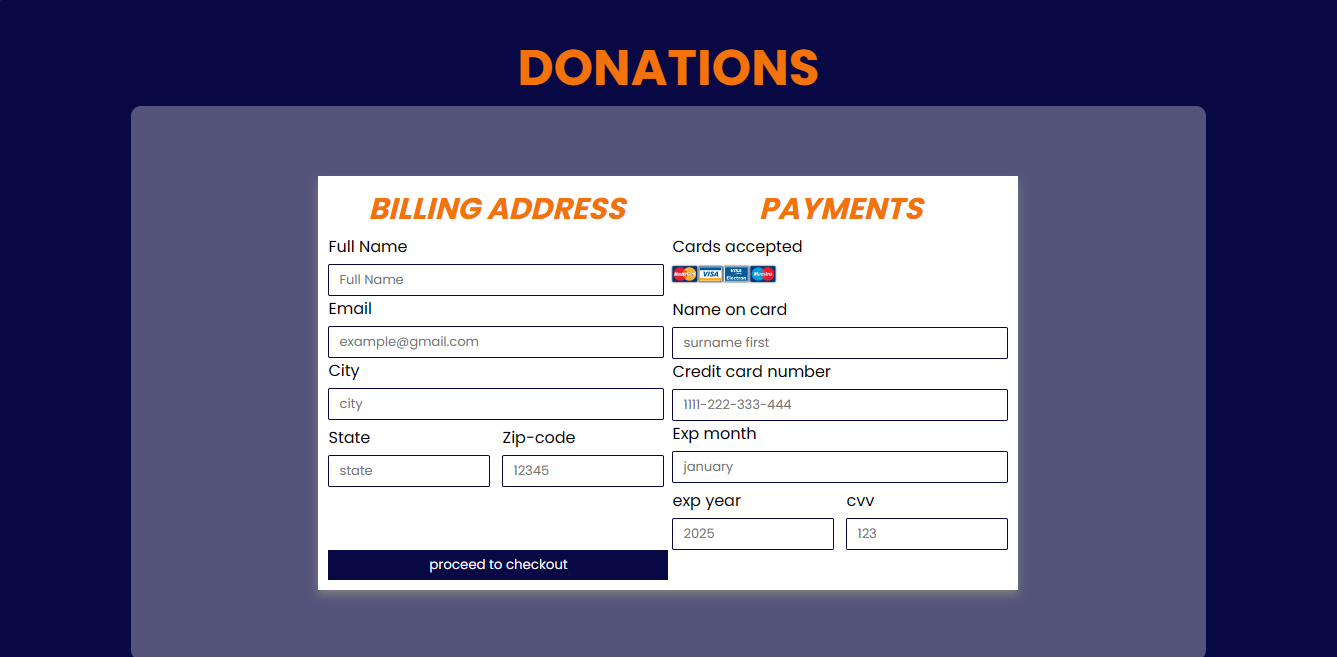 DONATIONS
BILLING ADDRESS
Full Name
Full Name
Email
example@gmail.com
City
city
State Zip-code
state 12345
PAYMENTS
Cards accepted
MasterCard VISA VISA Electron Maestro
Name on card
surname first
Credit card number
1111-222-333-444
Exp month
january
exp year cvv
2025 123
proceed to checkout